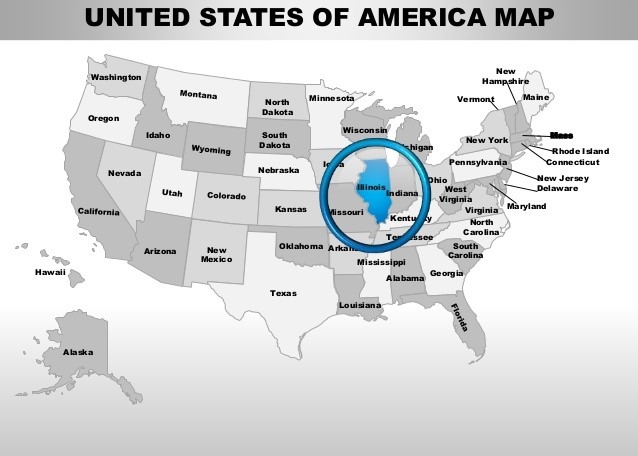 UNITED STATES OF AMERICA MAP
Washington
Montana
North
Dakota
Minnesota
New
Hampshire
Maine
Vermont
Oregon
Idaho
Wyoming
South
Dakota
Wisconsin
higan
New York
Mass
Rhode Island
Connecticut
Pennsylvania
New Jersey
Delaware
Maryland
Nevada
Utah
Colorado
Nebraska
Iowa
Illinois
Indiana
Ohio
West
Virginia
Virginia
California
Kansas
Missouri
Kentucky
North
Carolina
Arizona
New
Mexico
Oklahoma
Arkan
Tennessee
South
Carolina
Hawaii
Texas
Mississippi
Alabama
Georgia
Louisiana
Florida
Alaska